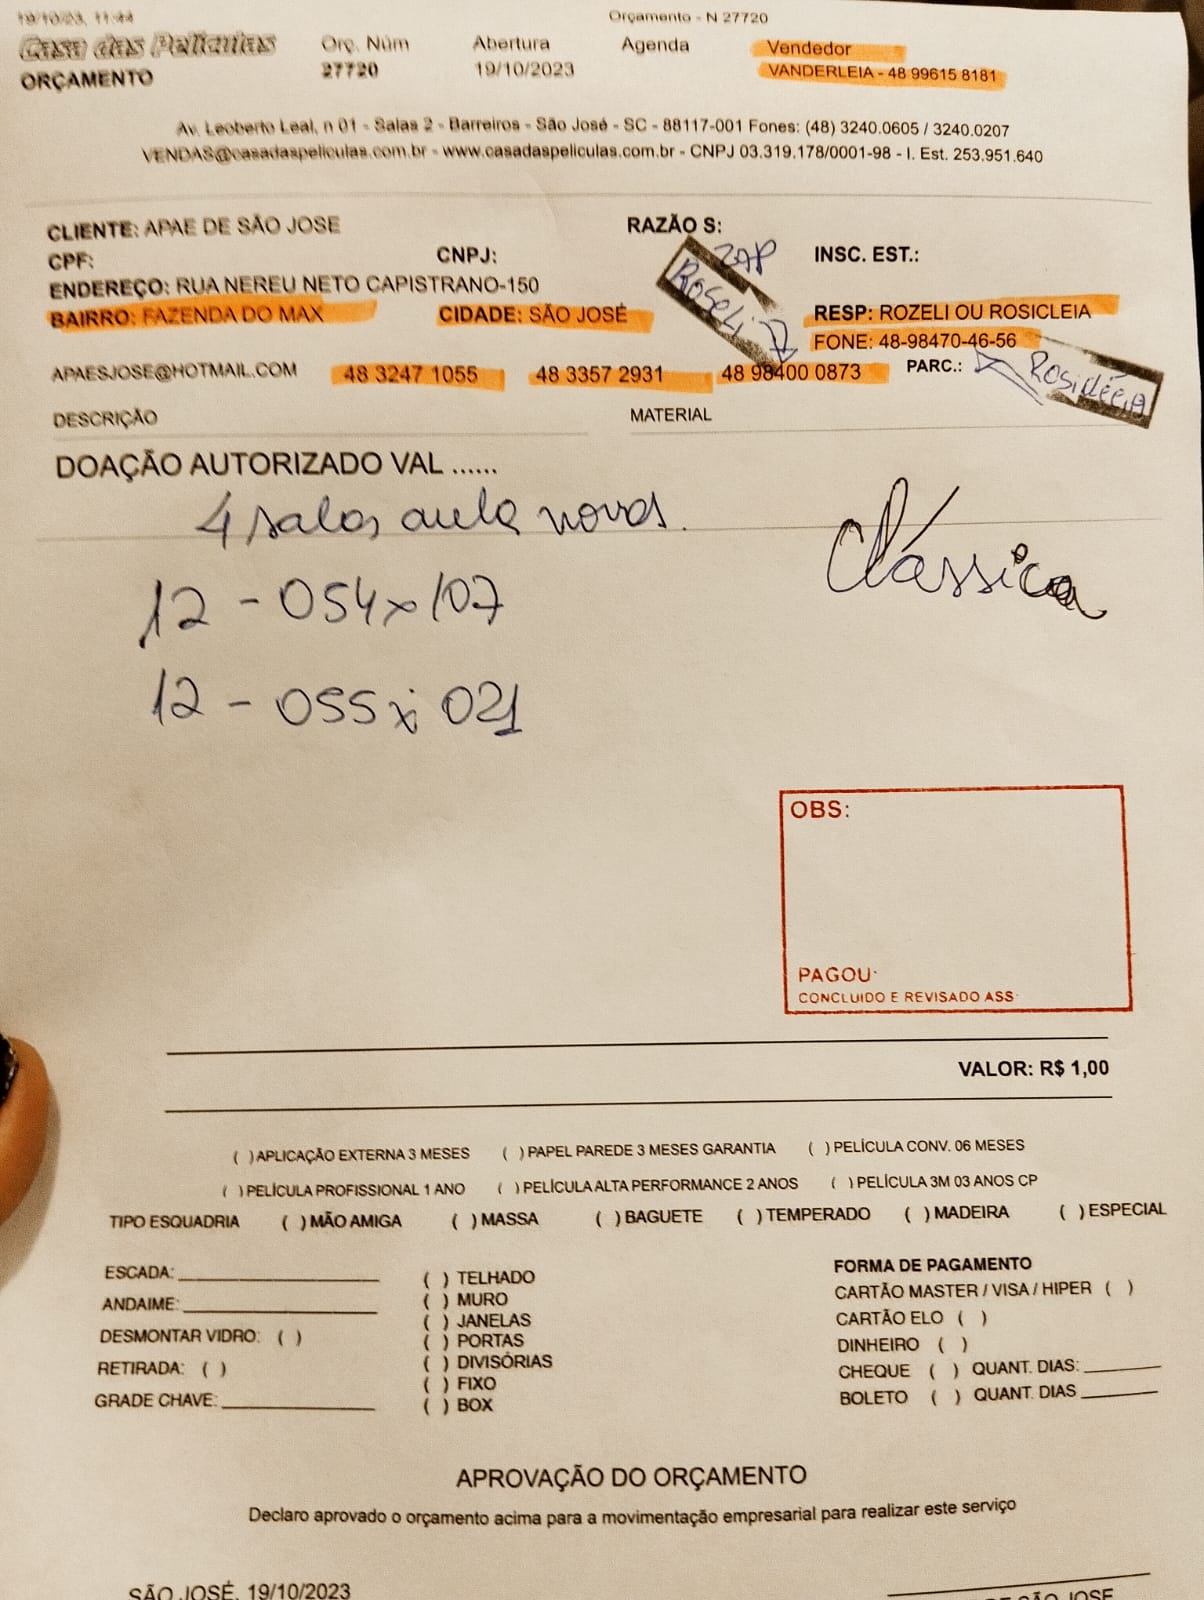 19/10/23, 11:44 Orçamento - N 27720
Casa das Películas Orç. Núm Abertura Agenda Vendedor
ORÇAMENTO 27720 19/10/2023 VANDERLEIA - 48 99615 8181
Av. Leoberto Leal, n 01 - Salas 2 - Barreiros - São José - SC - 88117-001 Fones: (48) 3240.0605 / 3240.0207
VENDAS@casadaspeliculas.com.br - www.casadaspeliculas.com.br - CNPJ 03.319.178/0001-98 - I. Est. 253.951.640
CLIENTE: APAE DE SÃO JOSE RAZÃO S:
CPF: CNPJ: ZAP INSC. EST.:
ENDEREÇO: RUA NEREU NETO CAPISTRANO-150 Roseli
BAIRRO: FAZENDA DO MAX CIDADE: SÃO JOSÉ RESP: ROZELI OU ROSICLEIA
FONE: 48-98470-46-56
APAESJOSE@HOTMAIL.COM 48 3247 1055 48 3357 2931 48 98400 0873 PARC.: Rosicléia
DESCRIÇÃO MATERIAL
DOAÇÃO AUTORIZADO VAL ......
4 salas aula novas. Clássica
12 - 054 x 107
12 - 055 x 021
OBS:
PAGOU:
CONCLUIDO E REVISADO ASS:
VALOR: R$ 1,00
( ) APLICAÇÃO EXTERNA 3 MESES ( ) PAPEL PAREDE 3 MESES GARANTIA ( ) PELÍCULA CONV. 06 MESES
( ) PELÍCULA PROFISSIONAL 1 ANO ( ) PELÍCULA ALTA PERFORMANCE 2 ANOS ( ) PELÍCULA 3M 03 ANOS CP
TIPO ESQUADRIA ( ) MÃO AMIGA ( ) MASSA ( ) BAGUETE ( ) TEMPERADO ( ) MADEIRA ( ) ESPECIAL
ESCADA:
ANDAIME:
DESMONTAR VIDRO: ( )
RETIRADA: ( )
GRADE CHAVE:
( ) TELHADO
( ) MURO
( ) JANELAS
( ) PORTAS
( ) DIVISÓRIAS
( ) FIXO
( ) BOX
FORMA DE PAGAMENTO
CARTÃO MASTER / VISA / HIPER ( )
CARTÃO ELO ( )
DINHEIRO ( )
CHEQUE ( ) QUANT. DIAS:
BOLETO ( ) QUANT. DIAS
APROVAÇÃO DO ORÇAMENTO
Declaro aprovado o orçamento acima para a movimentação empresarial para realizar este serviço
SÃO JOSÉ, 19/10/2023 DE SÃO JOSE